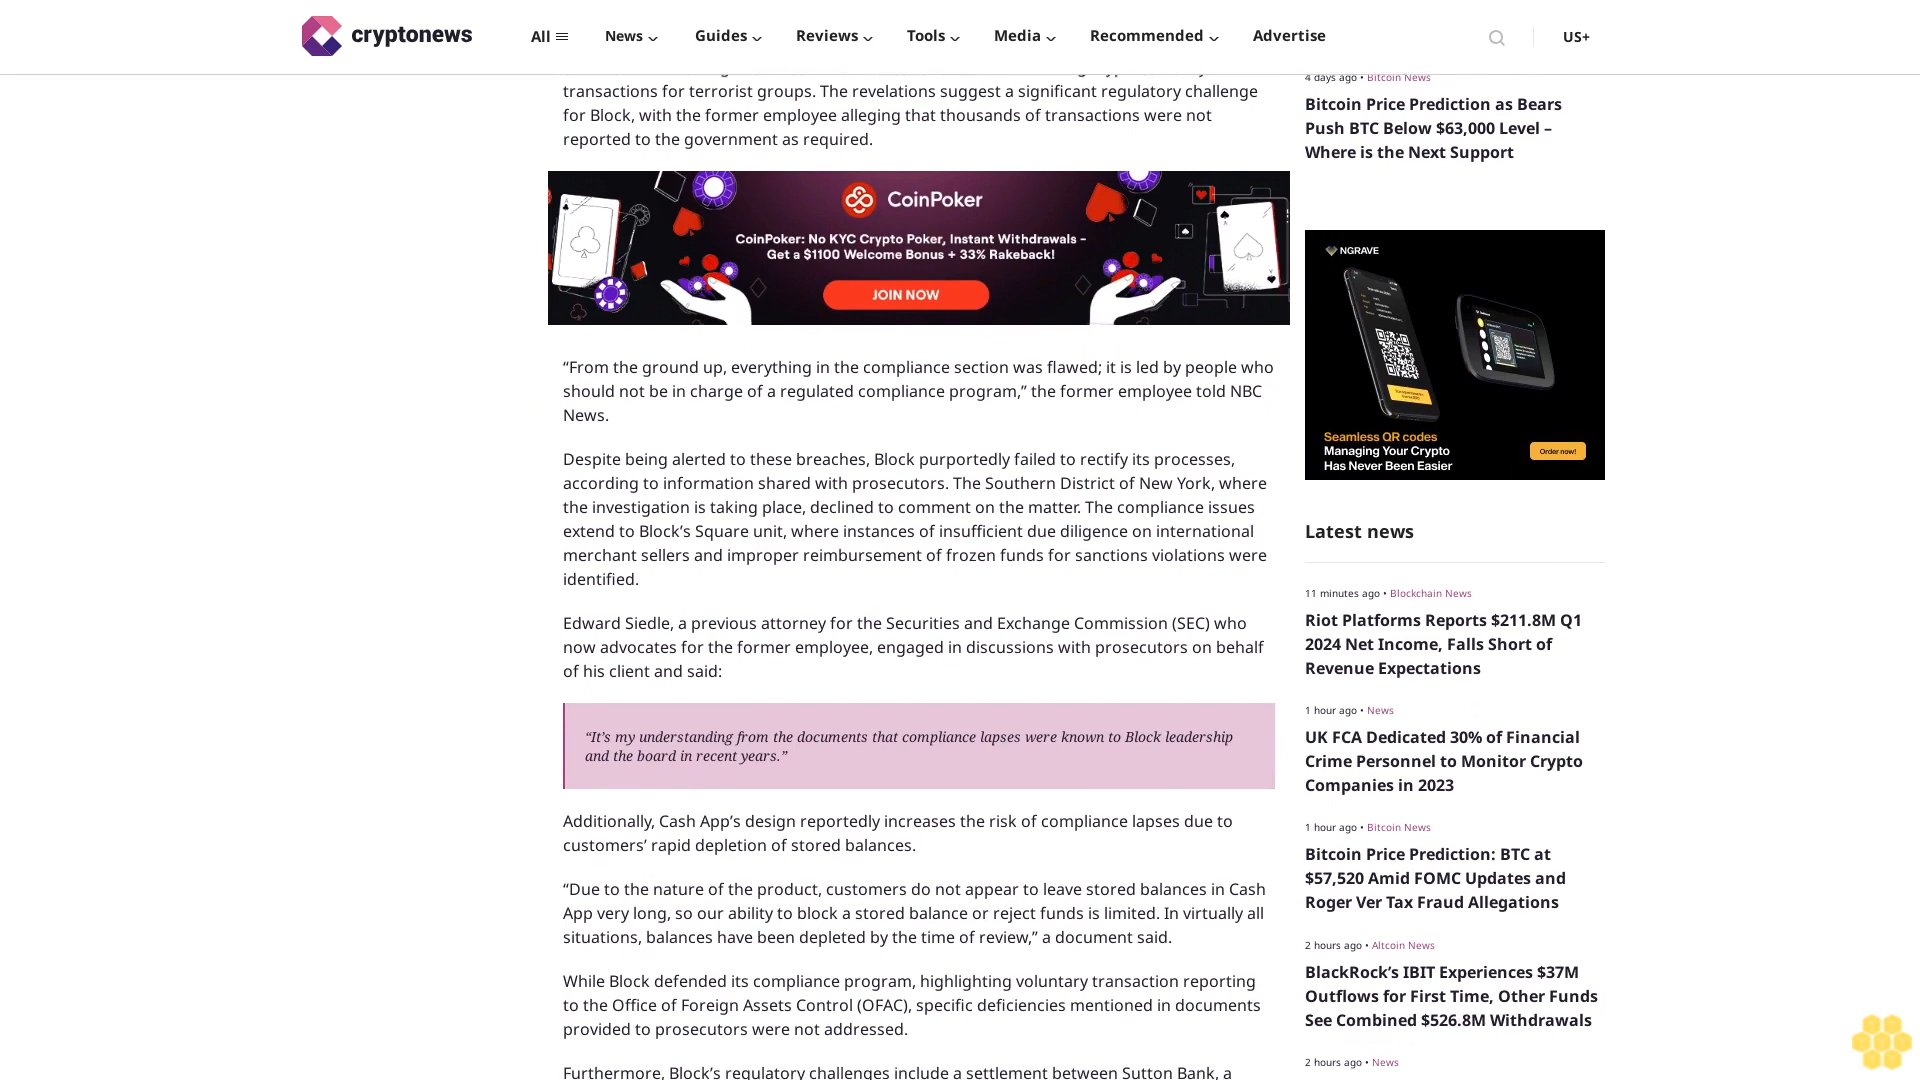 cryptonews
All
News
Guides
Reviews
Tools
Media
Recommended
Advertise
US+
transactions for terrorist groups. The revelations suggest a significant regulatory challenge
for Block, with the former employee alleging that thousands of transactions were not
reported to the government as required.
CoinPoker
CoinPoker: No KYC Crypto Poker, Instant Withdrawals -
Get a $1100 Welcome Bonus + 33% Rakeback!
JOIN NOW
“From the ground up, everything in the compliance section was flawed; it is led by people who
should not be in charge of a regulated compliance program,” the former employee told NBC
News.
Despite being alerted to these breaches, Block purportedly failed to rectify its processes,
according to information shared with prosecutors. The Southern District of New York, where
the investigation is taking place, declined to comment on the matter. The compliance issues
extend to Block’s Square unit, where instances of insufficient due diligence on international
merchant sellers and improper reimbursement of frozen funds for sanctions violations were
identified.
Edward Siedle, a previous attorney for the Securities and Exchange Commission (SEC) who
now advocates for the former employee, engaged in discussions with prosecutors on behalf
of his client and said:
“It’s my understanding from the documents that compliance lapses were known to Block leadership
and the board in recent years.”
Additionally, Cash App’s design reportedly increases the risk of compliance lapses due to
customers’ rapid depletion of stored balances.
“Due to the nature of the product, customers do not appear to leave stored balances in Cash
App very long, so our ability to block a stored balance or reject funds is limited. In virtually all
situations, balances have been depleted by the time of review,” a document said.
While Block defended its compliance program, highlighting voluntary transaction reporting
to the Office of Foreign Assets Control (OFAC), specific deficiencies mentioned in documents
provided to prosecutors were not addressed.
Furthermore, Block’s regulatory challenges include a settlement between Sutton Bank, a
4 days ago • Bitcoin News
Bitcoin Price Prediction as Bears
Push BTC Below $63,000 Level –
Where is the Next Support
NGRAVE
Seamless QR codes
Managing Your Crypto
Has Never Been Easier
Order now!
Latest news
11 minutes ago • Blockchain News
Riot Platforms Reports $211.8M Q1
2024 Net Income, Falls Short of
Revenue Expectations
1 hour ago • News
UK FCA Dedicated 30% of Financial
Crime Personnel to Monitor Crypto
Companies in 2023
1 hour ago • Bitcoin News
Bitcoin Price Prediction: BTC at
$57,520 Amid FOMC Updates and
Roger Ver Tax Fraud Allegations
2 hours ago • Altcoin News
BlackRock’s IBIT Experiences $37M
Outflows for First Time, Other Funds
See Combined $526.8M Withdrawals
2 hours ago • News